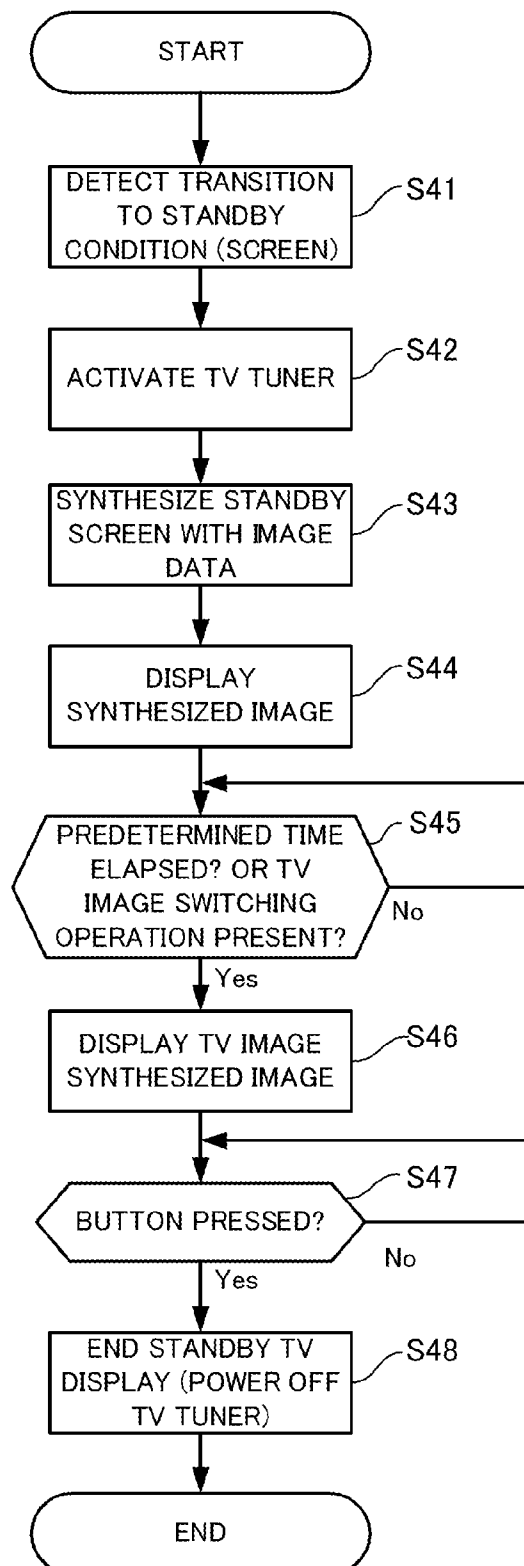 START
DETECT TRANSITION
TO STANDBY
CONDITION (SCREEN)
S41
ACTIVATE TV TUNER
S42
SYNTHESIZE STANDBY
SCREEN WITH IMAGE
DATA
S43
DISPLAY
SYNTHESIZED IMAGE
S44
PREDETERMINED TIME
ELAPSED? OR TV
IMAGE SWITCHING
OPERATION PRESENT?
S45
No
Yes
DISPLAY TV IMAGE
SYNTHESIZED IMAGE
S46
BUTTON PRESSED?
S47
No
Yes
END STANDBY TV
DISPLAY (POWER OFF
TV TUNER)
S48
END